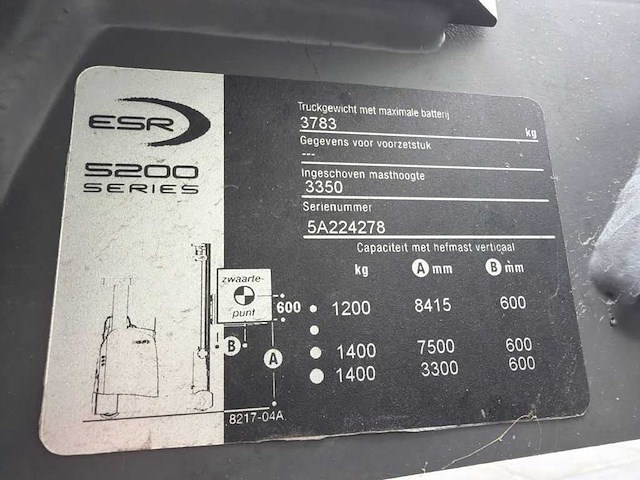 ESR
5200
SERIES
Truckgewicht met maximale batterij
3783 kg
Gegevens voor voorzetstuk
---
Ingeschoven masthoogte
3350
Serienummer
5A224278
Capaciteit met hefmast verticaal
kg A mm B mm
zwaarte-
punt
600 • 1200 8415 600
•
• 1400 7500 600
• 1400 3300 600
B
A
8217-04A